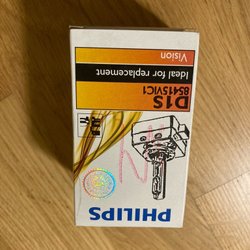 PHILIPS
D1S
85415VIC1
Ideal for replacement
Vision